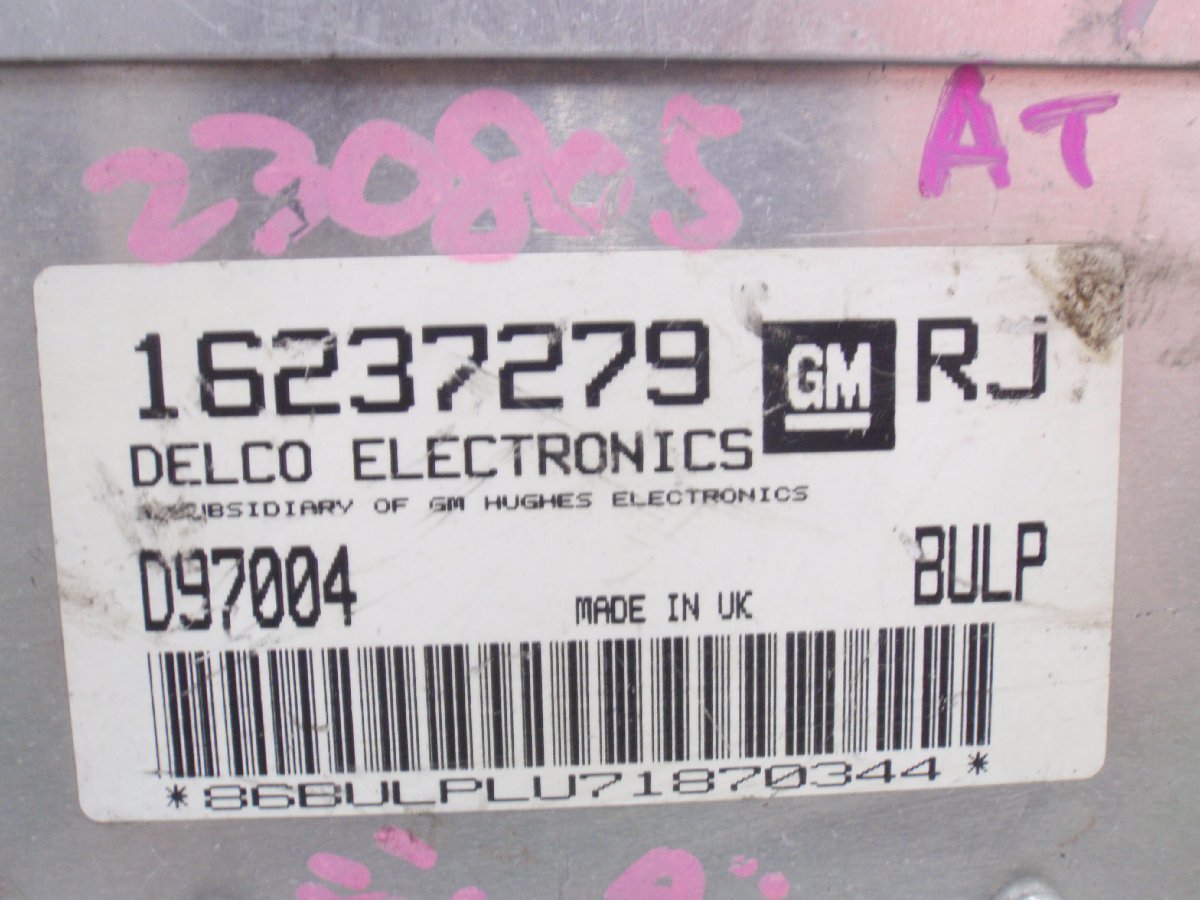 230805 AT
16237279 GM RJ
DELCO ELECTRONICS
A SUBSIDIARY OF GM HUGHES ELECTRONICS
D97004 BULP
MADE IN UK
*86BULPLU71870344*